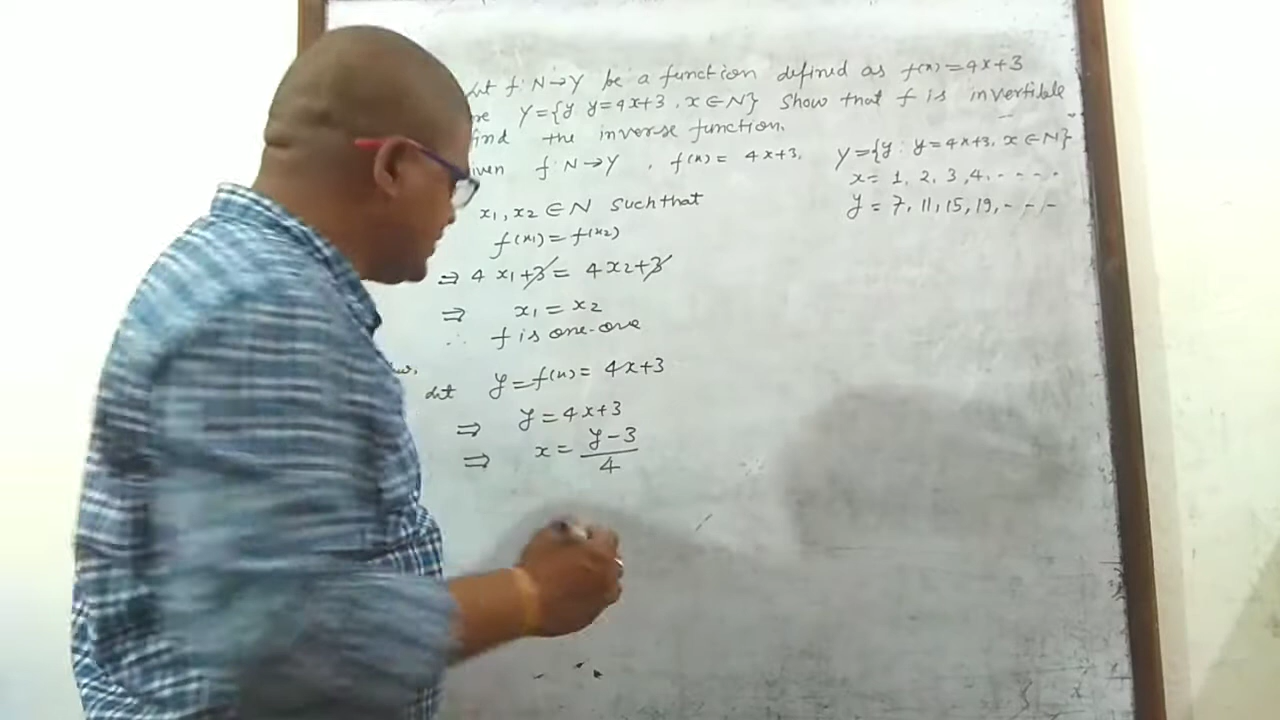 f: N→Y be a function defined as f(x)=4x+3
Y={y y=4x+3, x∈N} Show that f is invertible
the inverse function.
f: N→Y, f(x)= 4x+3, Y={y: y=4x+3, x∈N}
x= 1, 2, 3, 4, - - - -
y = 7, 11, 15, 19, - - -
x₁, x₂ ∈ N such that
f(x₁)= f(x₂)
⇒ 4 x₁+3 = 4x₂+3
⇒ x₁ = x₂
∴ f is one-one
Let y=f(x)= 4x+3
⇒ y = 4x+3
⇒ x = (y-3)/4